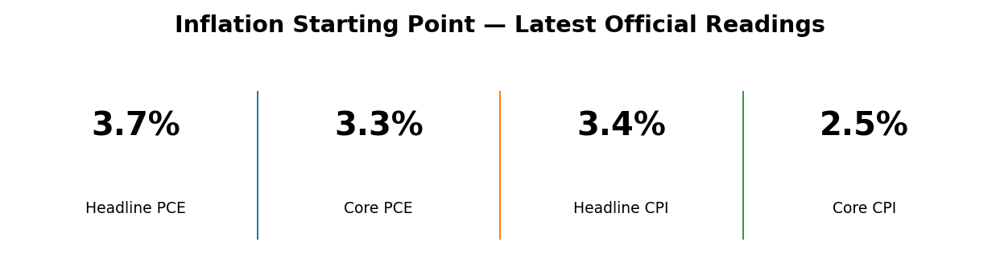 Inflation Starting Point — Latest Official Readings
3.7%
Headline PCE
3.3%
Core PCE
3.4%
Headline CPI
2.5%
Core CPI